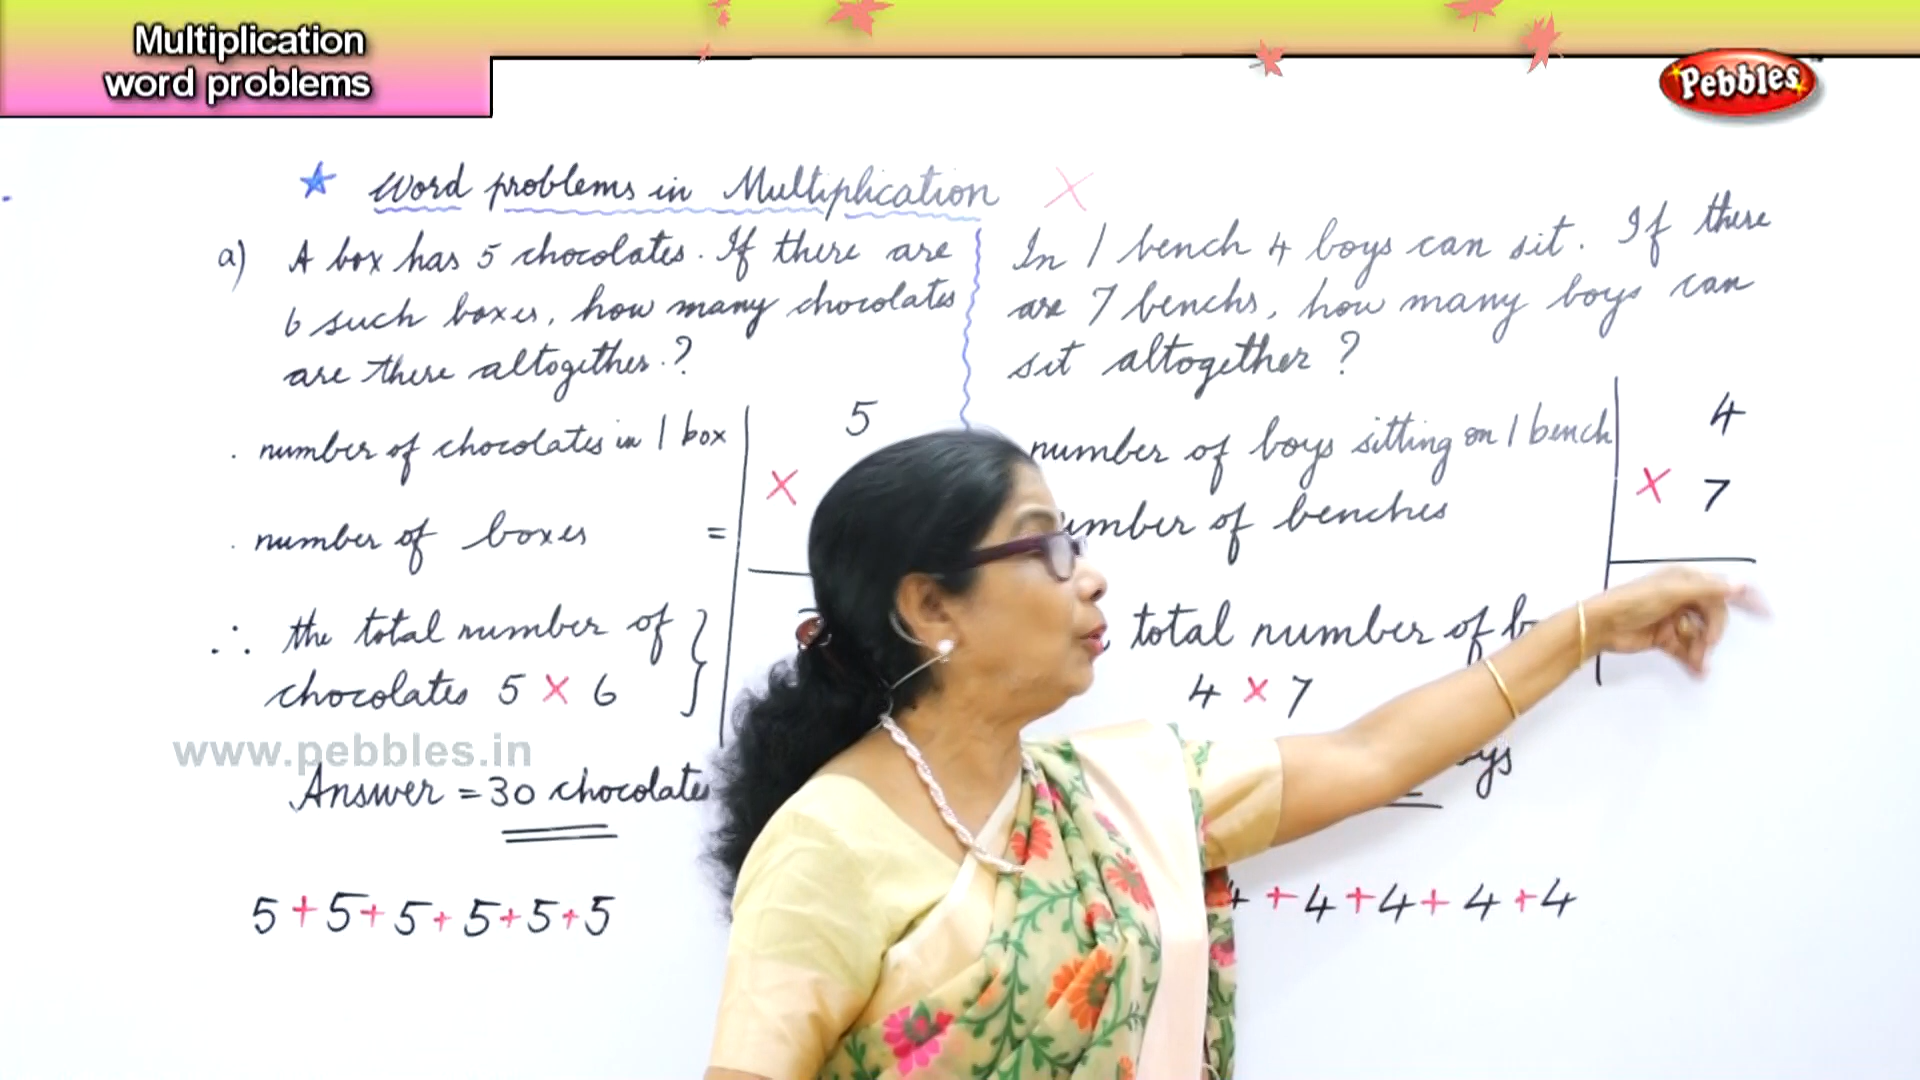 Multiplication
word problems
Pebbles
Word problems in Multiplication ×
a) A box has 5 chocolates. If there are
6 such boxes, how many chocolates
are there altogether.?
. number of chocolates in 1 box
5
×
. number of boxes =
∴ the total number of
chocolates 5 × 6
www.pebbles.in
Answer = 30 chocolates
5+5+5+5+5+5
In 1 bench 4 boys can sit. If there
are 7 benchs, how many boys can
sit altogether?
number of boys sitting on 1 bench
4
× 7
umber of benches
total number of
4 × 7
oys
4+4+4+4+4